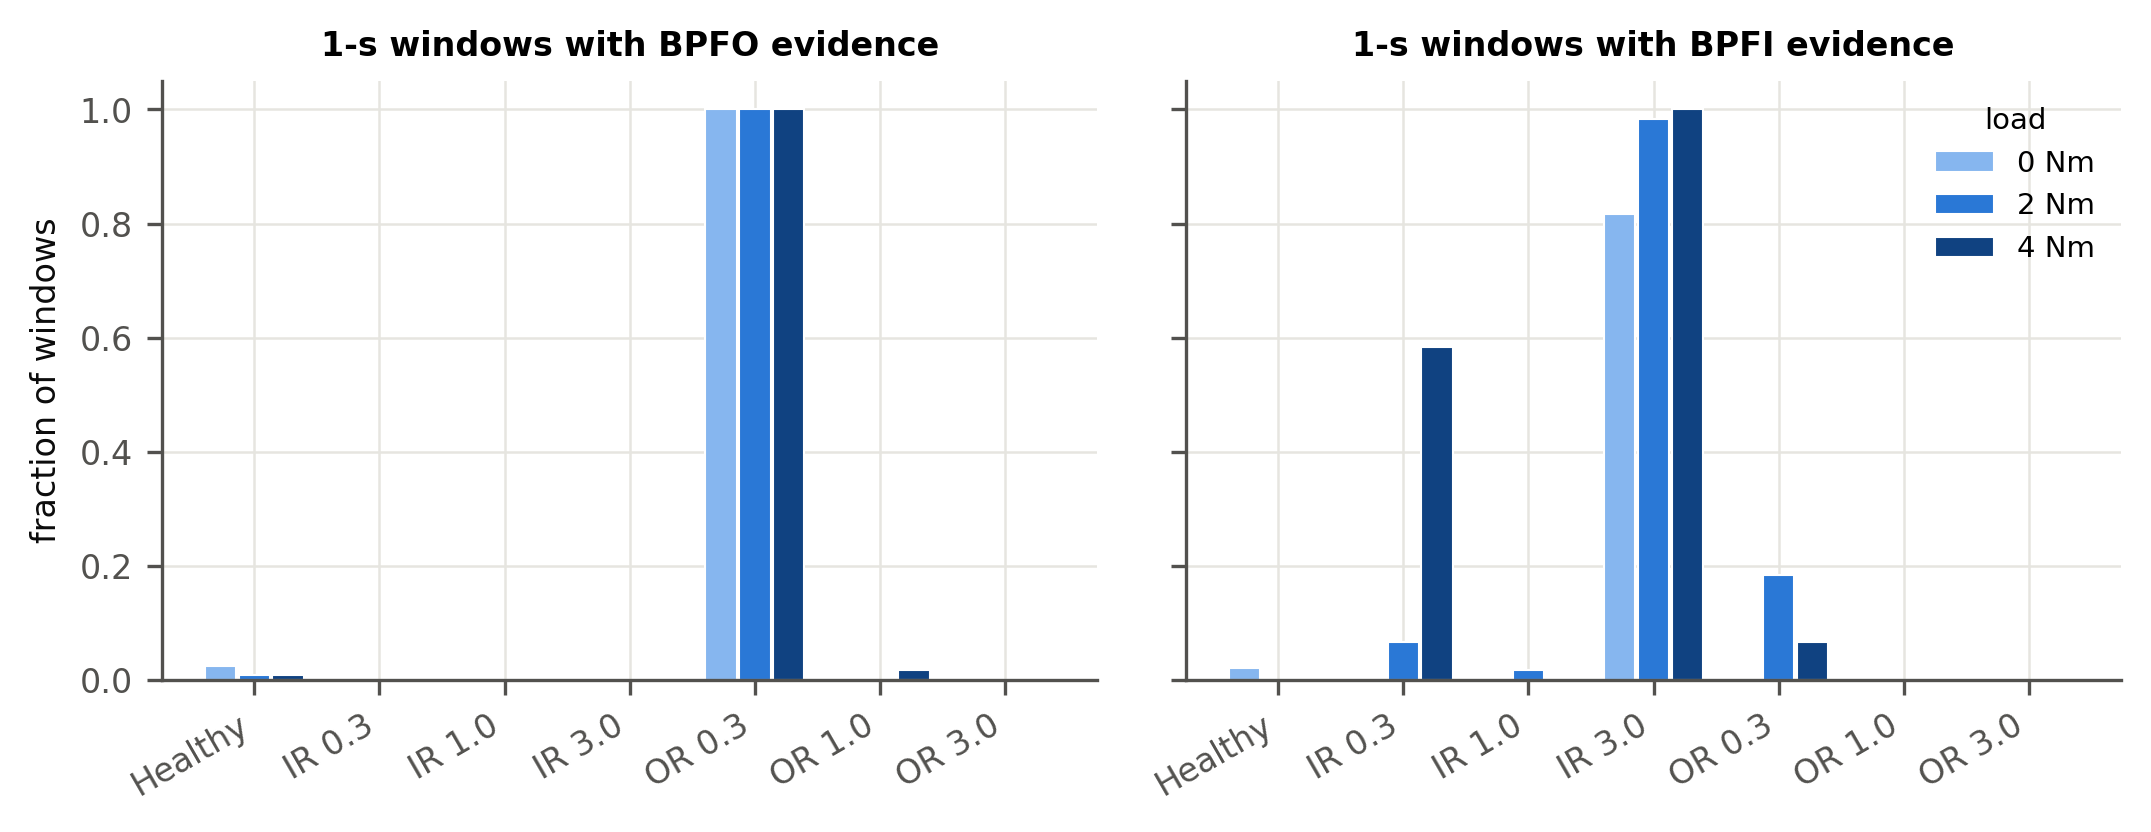 1-s windows with BPFO evidence
1-s windows with BPFI evidence
fraction of windows
1.0
0.8
0.6
0.4
0.2
0.0
Healthy
IR 0.3
IR 1.0
IR 3.0
OR 0.3
OR 1.0
OR 3.0
load
0 Nm
2 Nm
4 Nm
Healthy
IR 0.3
IR 1.0
IR 3.0
OR 0.3
OR 1.0
OR 3.0